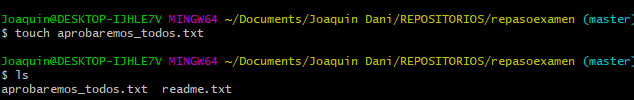 Joaquin@DESKTOP-IJHLE7V MINGW64 ~/Documents/Joaquin Dani/REPOSITORIOS/repasoexamen (master)
$ touch aprobaremos_todos.txt
Joaquin@DESKTOP-IJHLE7V MINGW64 ~/Documents/Joaquin Dani/REPOSITORIOS/repasoexamen (master)
$ ls
aprobaremos_todos.txt  readme.txt